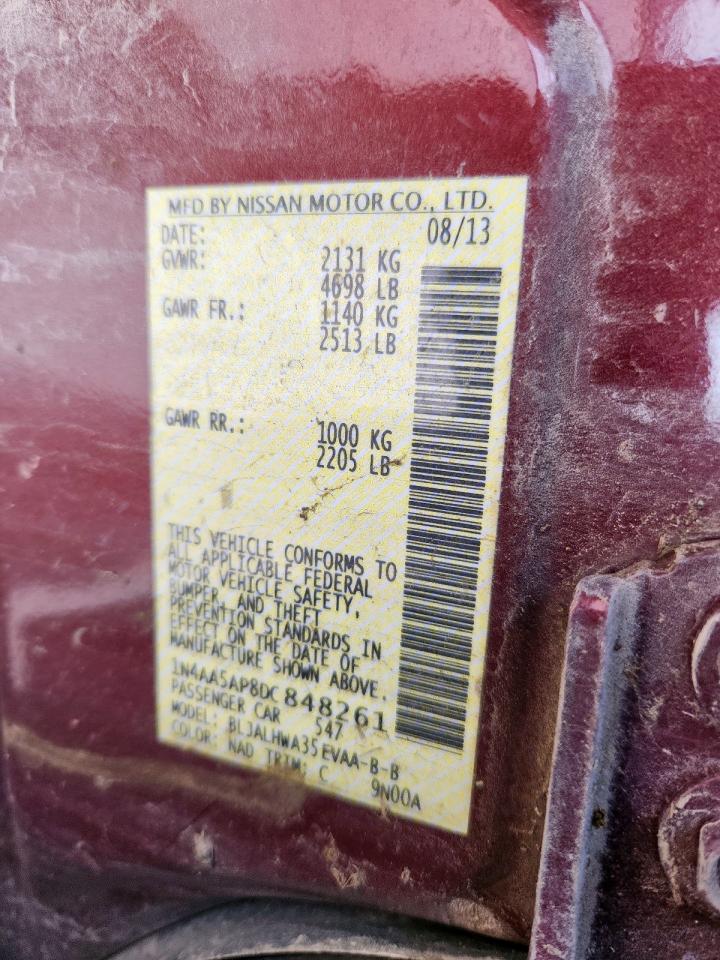 MFD BY NISSAN MOTOR CO., LTD.
DATE: 08/13
GVWR: 2131 KG
4698 LB
GAWR FR.: 1140 KG
2513 LB
GAWR RR.: 1000 KG
2205 LB
THIS VEHICLE CONFORMS TO
ALL APPLICABLE FEDERAL
MOTOR VEHICLE SAFETY,
BUMPER, AND THEFT
PREVENTION STANDARDS IN
EFFECT ON THE DATE OF
MANUFACTURE SHOWN ABOVE.
1N4AA5AP8DC848261
PASSENGER CAR 547
MODEL: BLJALHWA35EVAA-B-B
COLOR: NAD TRIM: C 9N00A